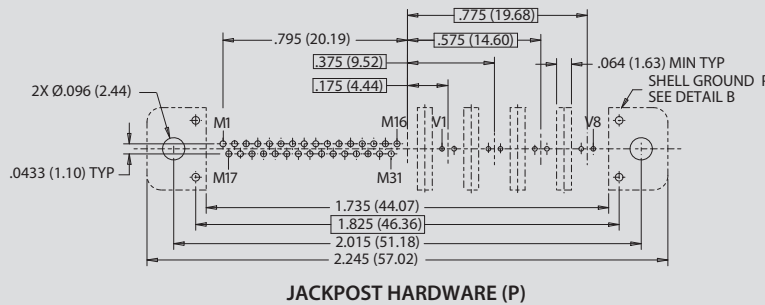 .775 (19.68)
.795 (20.19)
.575 (14.60)
.375 (9.52)
.064 (1.63) MIN TYP
.175 (4.44)
SHELL GROUND
SEE DETAIL B
2X Ø.096 (2.44)
M1
M16
V1
V8
.0433 (1.10) TYP
M17
M31
1.735 (44.07)
1.825 (46.36)
2.015 (51.18)
2.245 (57.02)
JACKPOST HARDWARE (P)